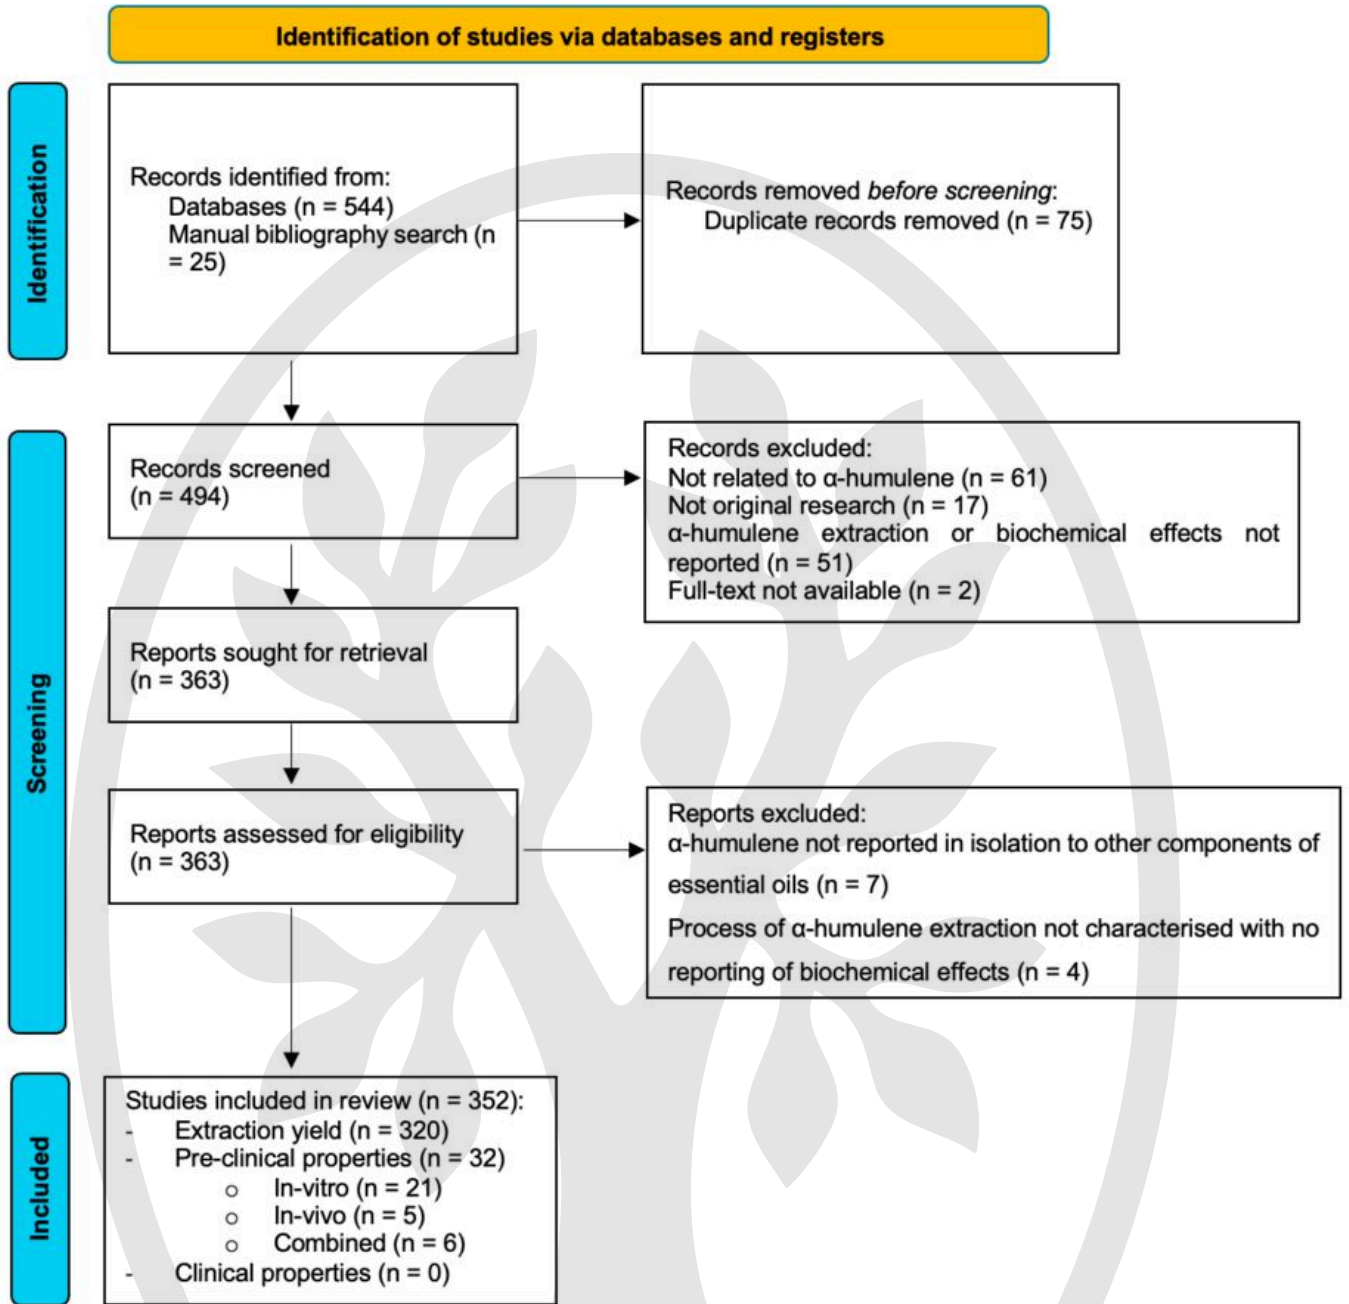 Identification of studies via databases and registers
Identification
Records identified from:
Databases (n = 544)
Manual bibliography search (n
= 25)
Records removed before screening:
Duplicate records removed (n = 75)
Screening
Records screened
(n = 494)
Records excluded:
Not related to α-humulene (n = 61)
Not original research (n = 17)
α-humulene extraction or biochemical effects not
reported (n = 51)
Full-text not available (n = 2)
Reports sought for retrieval
(n = 363)
Reports assessed for eligibility
(n = 363)
Reports excluded:
α-humulene not reported in isolation to other components of
essential oils (n = 7)
Process of α-humulene extraction not characterised with no
reporting of biochemical effects (n = 4)
Included
Studies included in review (n = 352):
- Extraction yield (n = 320)
- Pre-clinical properties (n = 32)
o In-vitro (n = 21)
o In-vivo (n = 5)
o Combined (n = 6)
- Clinical properties (n = 0)